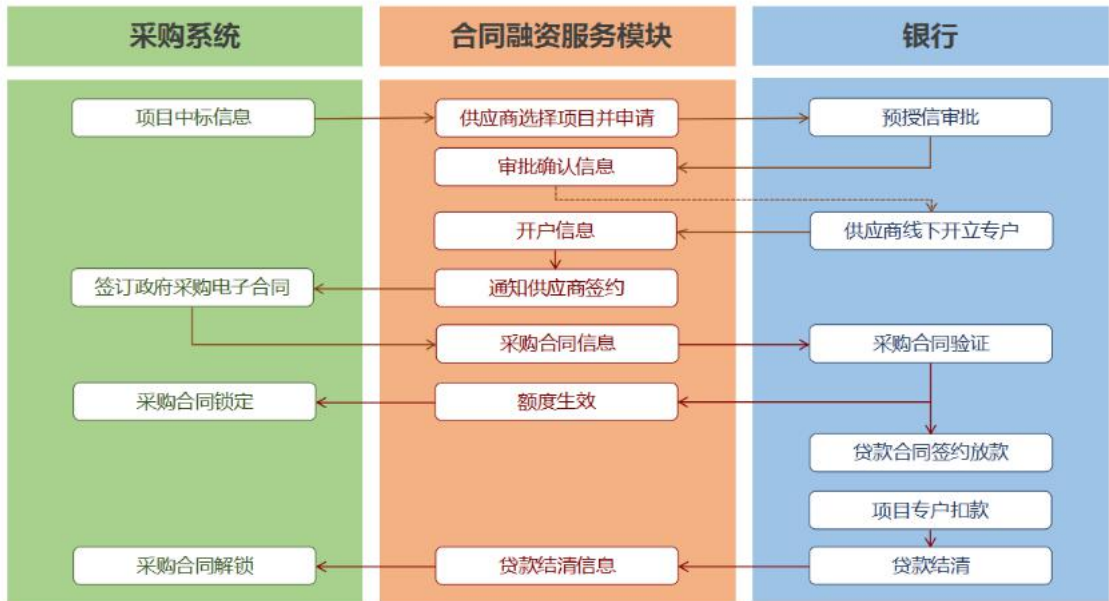 采购系统
合同融资服务模块
银行
项目中标信息
供应商选择项目并申请
预授信审批
审批确认信息
开户信息
供应商线下开立专户
签订政府采购电子合同
通知供应商签约
采购合同信息
采购合同验证
采购合同锁定
额度生效
贷款合同签约放款
项目专户扣款
采购合同解锁
贷款结清信息
贷款结清